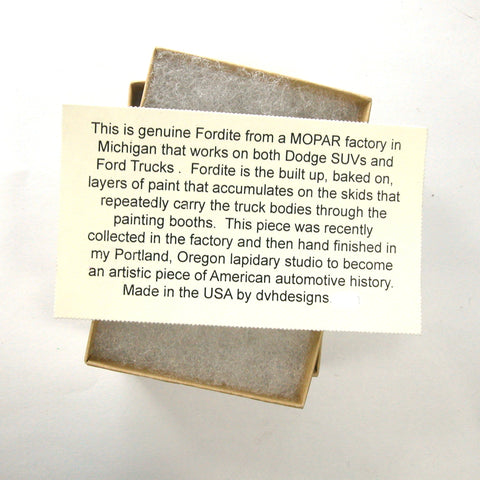 This is genuine Fordite from a MOPAR factory in
Michigan that works on both Dodge SUVs and
Ford Trucks .  Fordite is the built up, baked on,
layers of paint that accumulates on the skids that
repeatedly carry the truck bodies through the
painting booths.  This piece was recently
collected in the factory and then hand finished in
my Portland, Oregon lapidary studio to become
an artistic piece of American automotive history.
Made in the USA by dvhdesigns